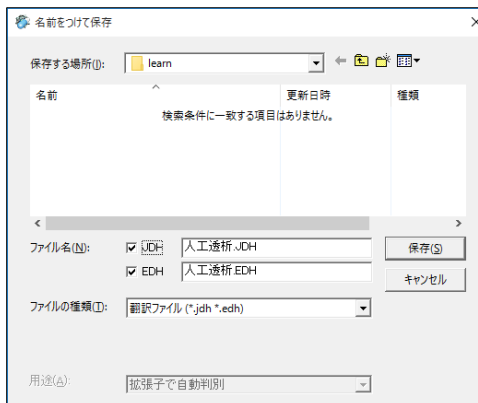 名前をつけて保存
保存する場所(I): learn
名前 更新日時 種類
検索条件に一致する項目はありません。
ファイル名(N): JDH 人工透析.JDH 保存(S)
EDH 人工透析.EDH キャンセル
ファイルの種類(T): 翻訳ファイル (*.jdh *.edh)
用途(A): 拡張子で自動判別